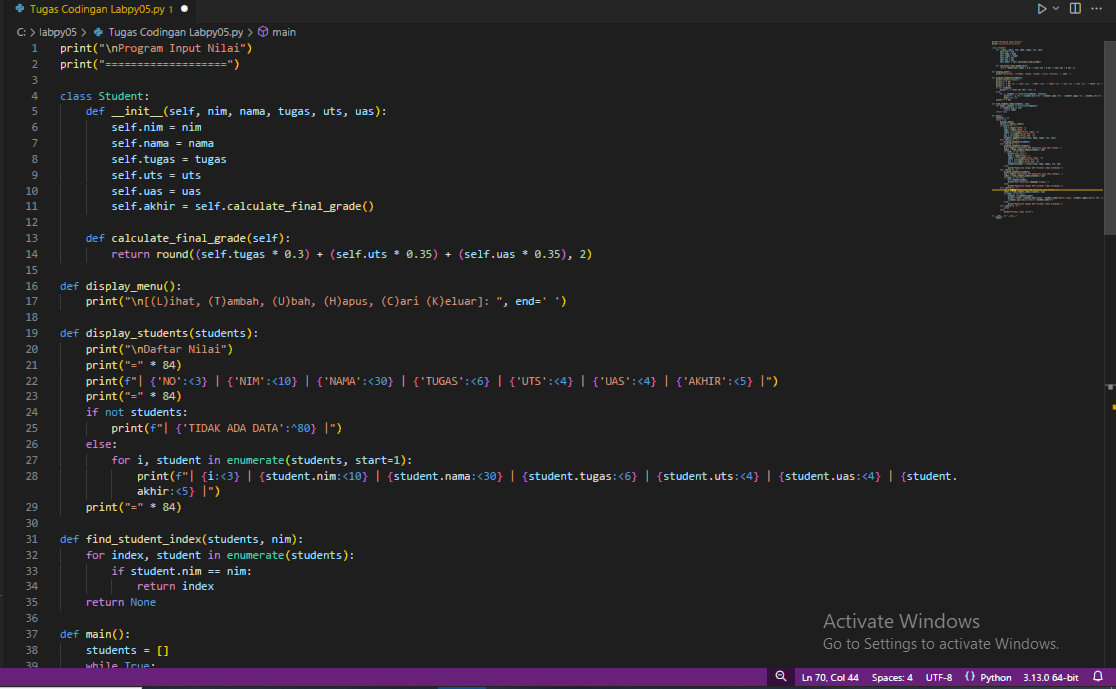 Tugas Codingan Labpy05.py 1
C: > labpy05 > Tugas Codingan Labpy05.py > main
1 print("\nProgram Input Nilai")
2 print("===================")
3
4 class Student:
5     def __init__(self, nim, nama, tugas, uts, uas):
6         self.nim = nim
7         self.nama = nama
8         self.tugas = tugas
9         self.uts = uts
10         self.uas = uas
11         self.akhir = self.calculate_final_grade()
12
13     def calculate_final_grade(self):
14         return round((self.tugas * 0.3) + (self.uts * 0.35) + (self.uas * 0.35), 2)
15
16 def display_menu():
17     print("\n[(L)ihat, (T)ambah, (U)bah, (H)apus, (C)ari (K)eluar]: ", end=' ')
18
19 def display_students(students):
20     print("\nDaftar Nilai")
21     print("=" * 84)
22     print(f"| {'NO':<3} | {'NIM':<10} | {'NAMA':<30} | {'TUGAS':<6} | {'UTS':<4} | {'UAS':<4} | {'AKHIR':<5} |")
23     print("=" * 84)
24     if not students:
25         print(f"| {'TIDAK ADA DATA':^80} |")
26     else:
27         for i, student in enumerate(students, start=1):
28             print(f"| {i:<3} | {student.nim:<10} | {student.nama:<30} | {student.tugas:<6} | {student.uts:<4} | {student.uas:<4} | {student.
akhir:<5} |")
29     print("=" * 84)
30
31 def find_student_index(students, nim):
32     for index, student in enumerate(students):
33         if student.nim == nim:
34             return index
35     return None
36
37 def main():
38     students = []
39     while True:
Activate Windows
Go to Settings to activate Windows.
Ln 70, Col 44 Spaces: 4 UTF-8 {} Python 3.13.0 64-bit